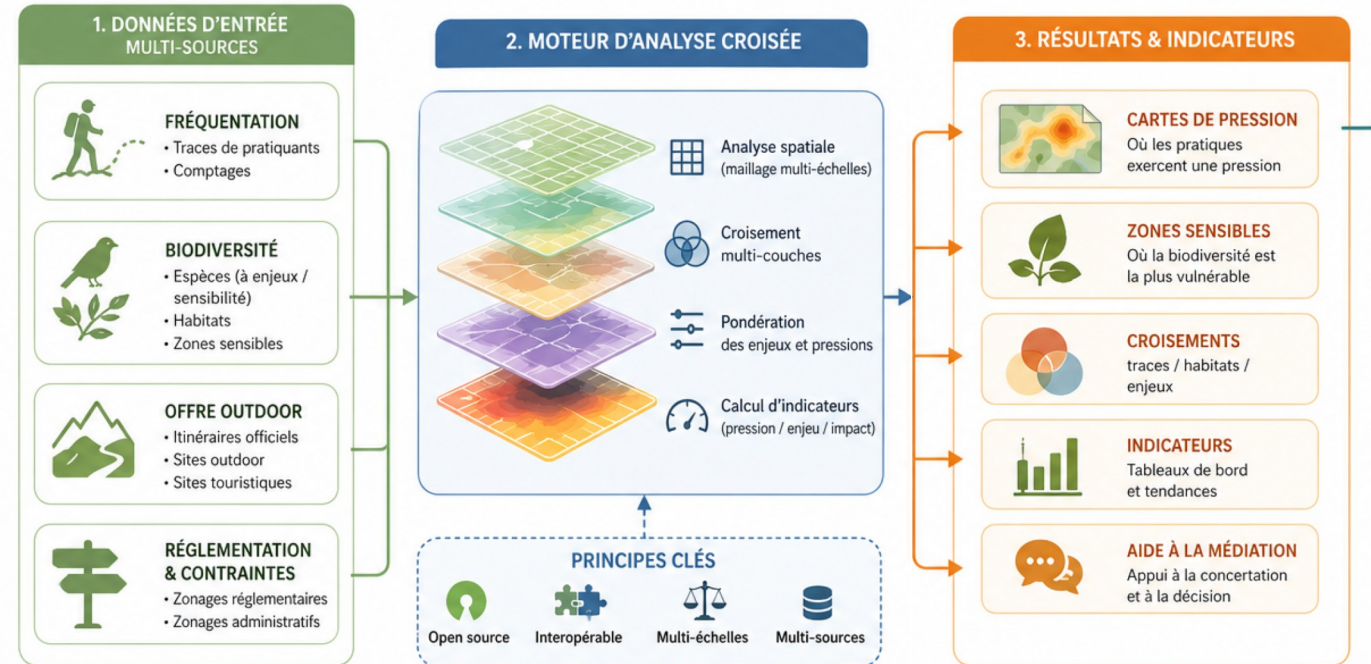 1. DONNÉES D'ENTRÉE
MULTI-SOURCES
FRÉQUENTATION
• Traces de pratiquants
• Comptages
BIODIVERSITÉ
• Espèces (à enjeux /
sensibilité)
• Habitats
• Zones sensibles
OFFRE OUTDOOR
• Itinéraires officiels
• Sites outdoor
• Sites touristiques
RÉGLEMENTATION
& CONTRAINTES
• Zonages réglementaires
• Zonages administratifs
2. MOTEUR D'ANALYSE CROISÉE
Analyse spatiale
(maillage multi-échelles)
Croisement
multi-couches
Pondération
des enjeux et pressions
Calcul d'indicateurs
(pression / enjeu / impact)
PRINCIPES CLÉS
Open source
Interopérable
Multi-échelles
Multi-sources
3. RÉSULTATS & INDICATEURS
CARTES DE PRESSION
Où les pratiques
exercent une pression
ZONES SENSIBLES
Où la biodiversité est
la plus vulnérable
CROISEMENTS
traces / habitats /
enjeux
INDICATEURS
Tableaux de bord
et tendances
AIDE À LA MÉDIATION
Appui à la concertation
et à la décision